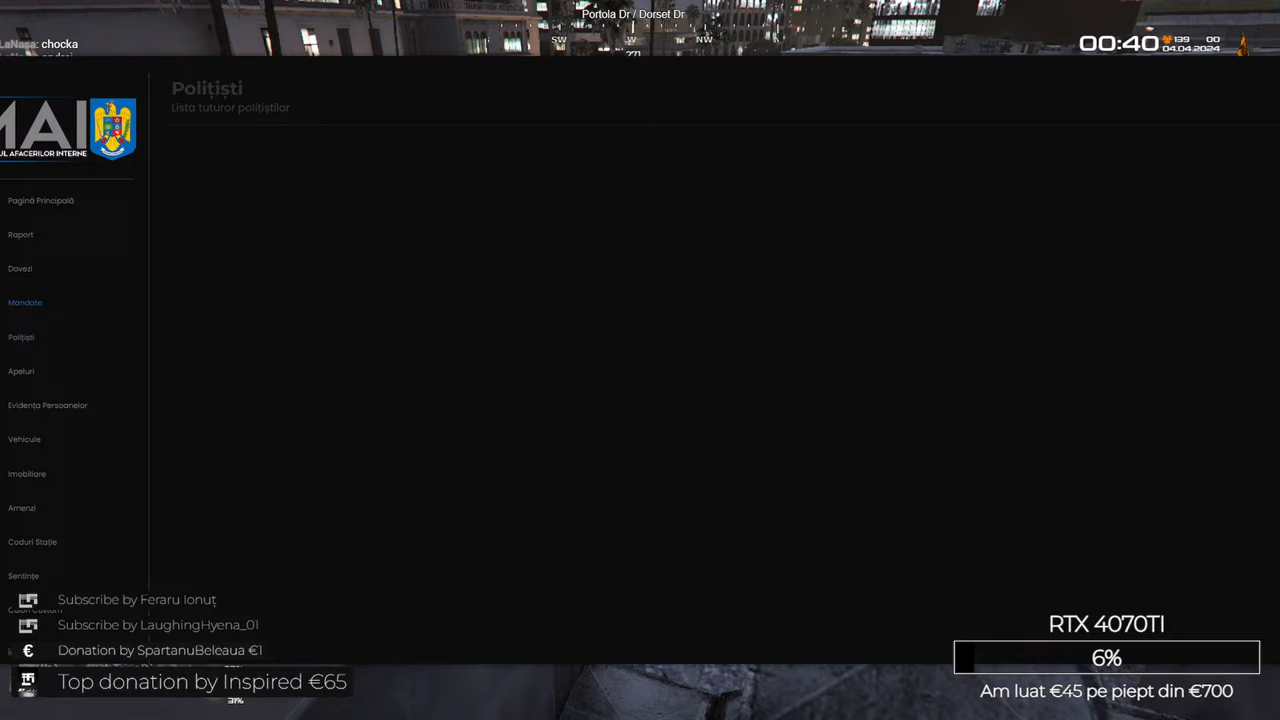 Portola Dr / Dorset Dr
SW W NW
271
LaNasa: chocka
00:40
139 00
04.04.2024
MAI
UL AFACERILOR INTERNE
Polițiști
Lista tuturor polițiștilor
Pagină Principală
Raport
Dovezi
Mandate
Polițiști
Apeluri
Evidența Persoanelor
Vehicule
Imobiliare
Amenzi
Coduri Stație
Sentințe
Subscribe by Feraru Ionuț
Subscribe by LaughingHyena_01
Donation by SpartanuBeleaua €1
Top donation by Inspired €65
31%
RTX 4070TI
6%
Am luat €45 pe piept din €700